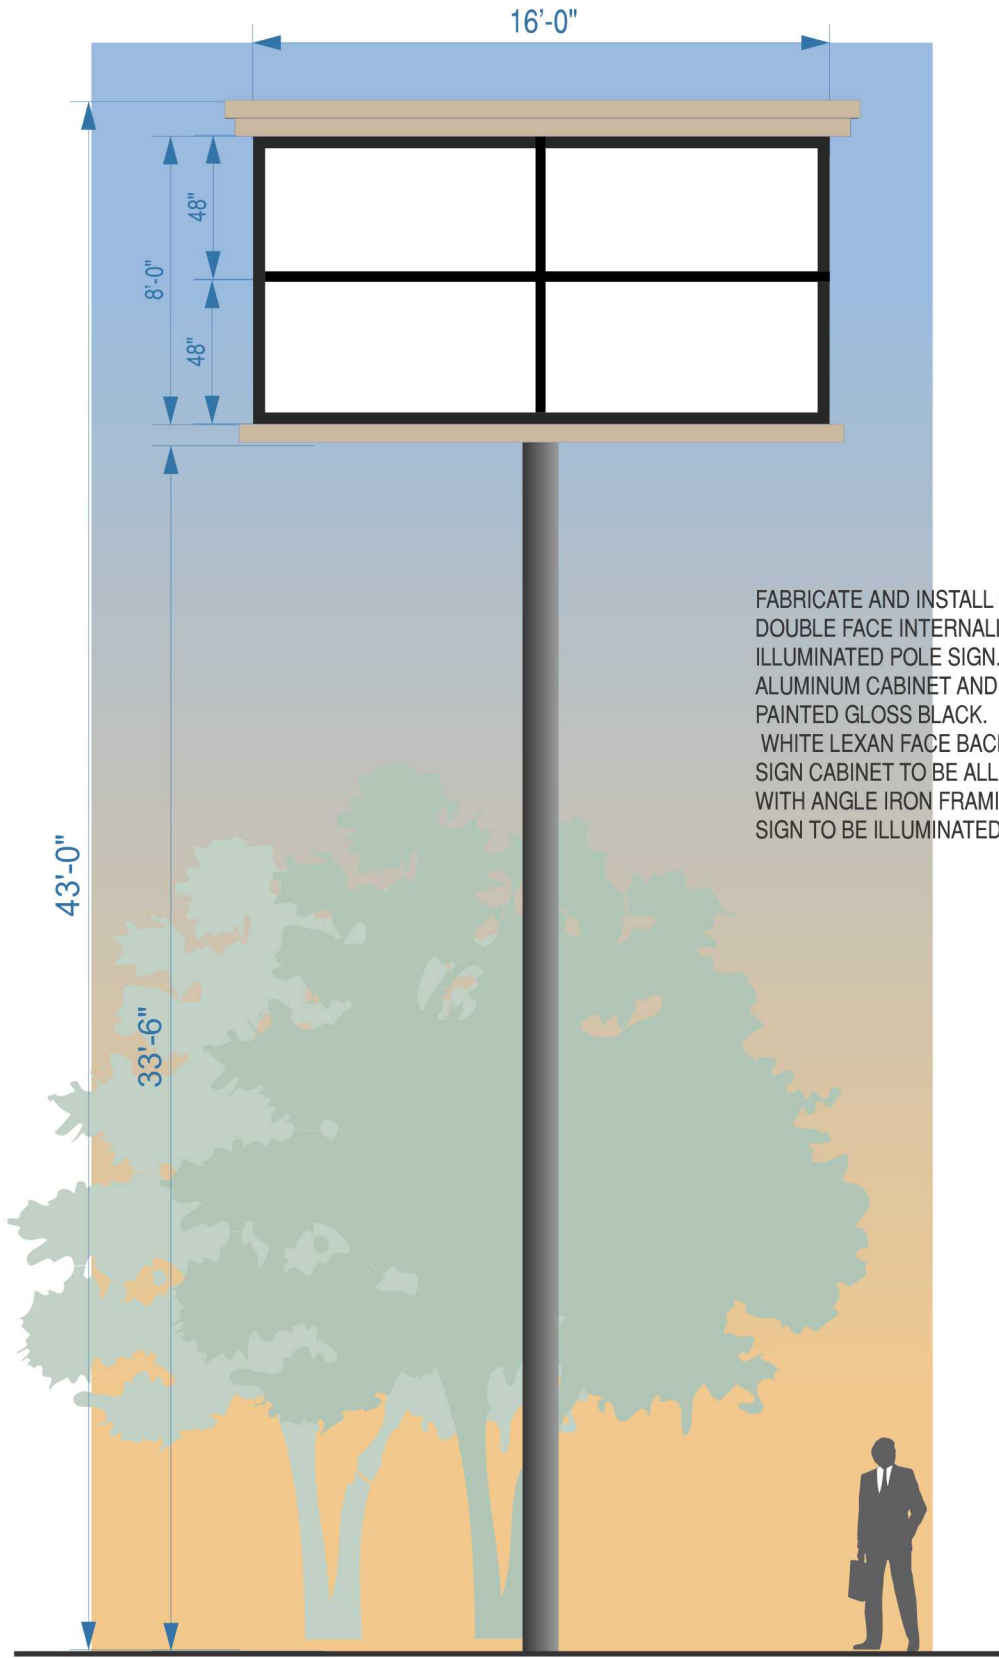 16'-0"
48"
8'-0"
48"
FABRICATE AND INSTALL
DOUBLE FACE
ILLUMINATED POLE SIGN.
ALUMINUM CABINET AND
PAINTED GLOSS BLACK.
WHITE LEXAN FACE
SIGN CABINET TO BE ALL
WITH ANGLE IRON
SIGN TO BE ILLUMINATED
43'-0"
33'-6"